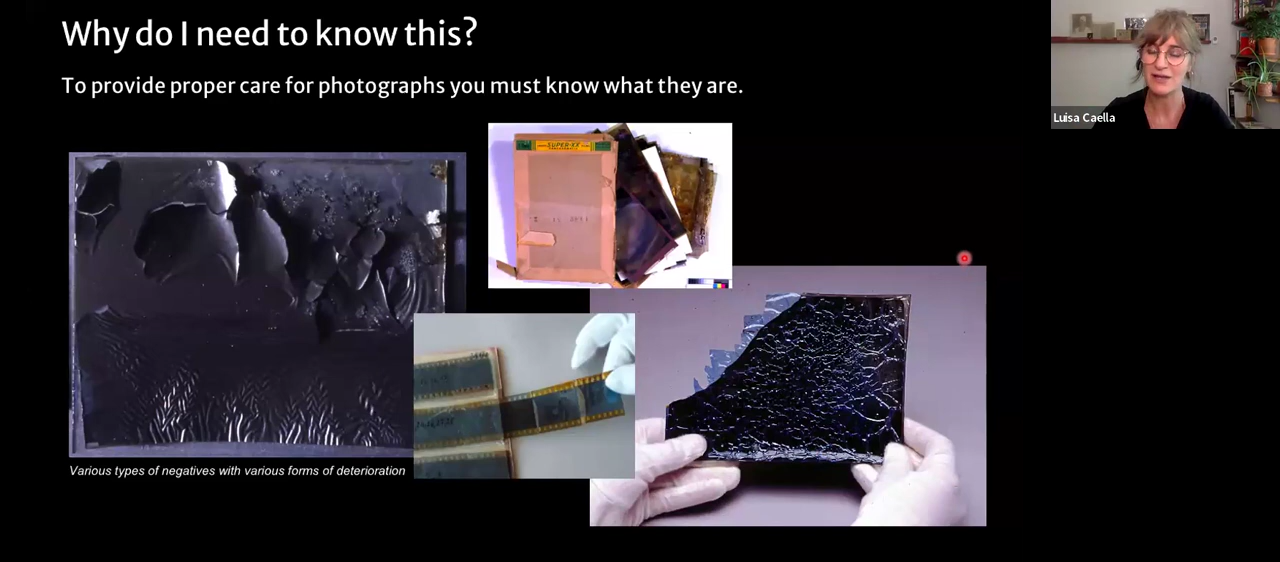 Why do I need to know this?
To provide proper care for photographs you must know what they are.
Luisa Caella
SUPER-XX
Various types of negatives with various forms of deterioration